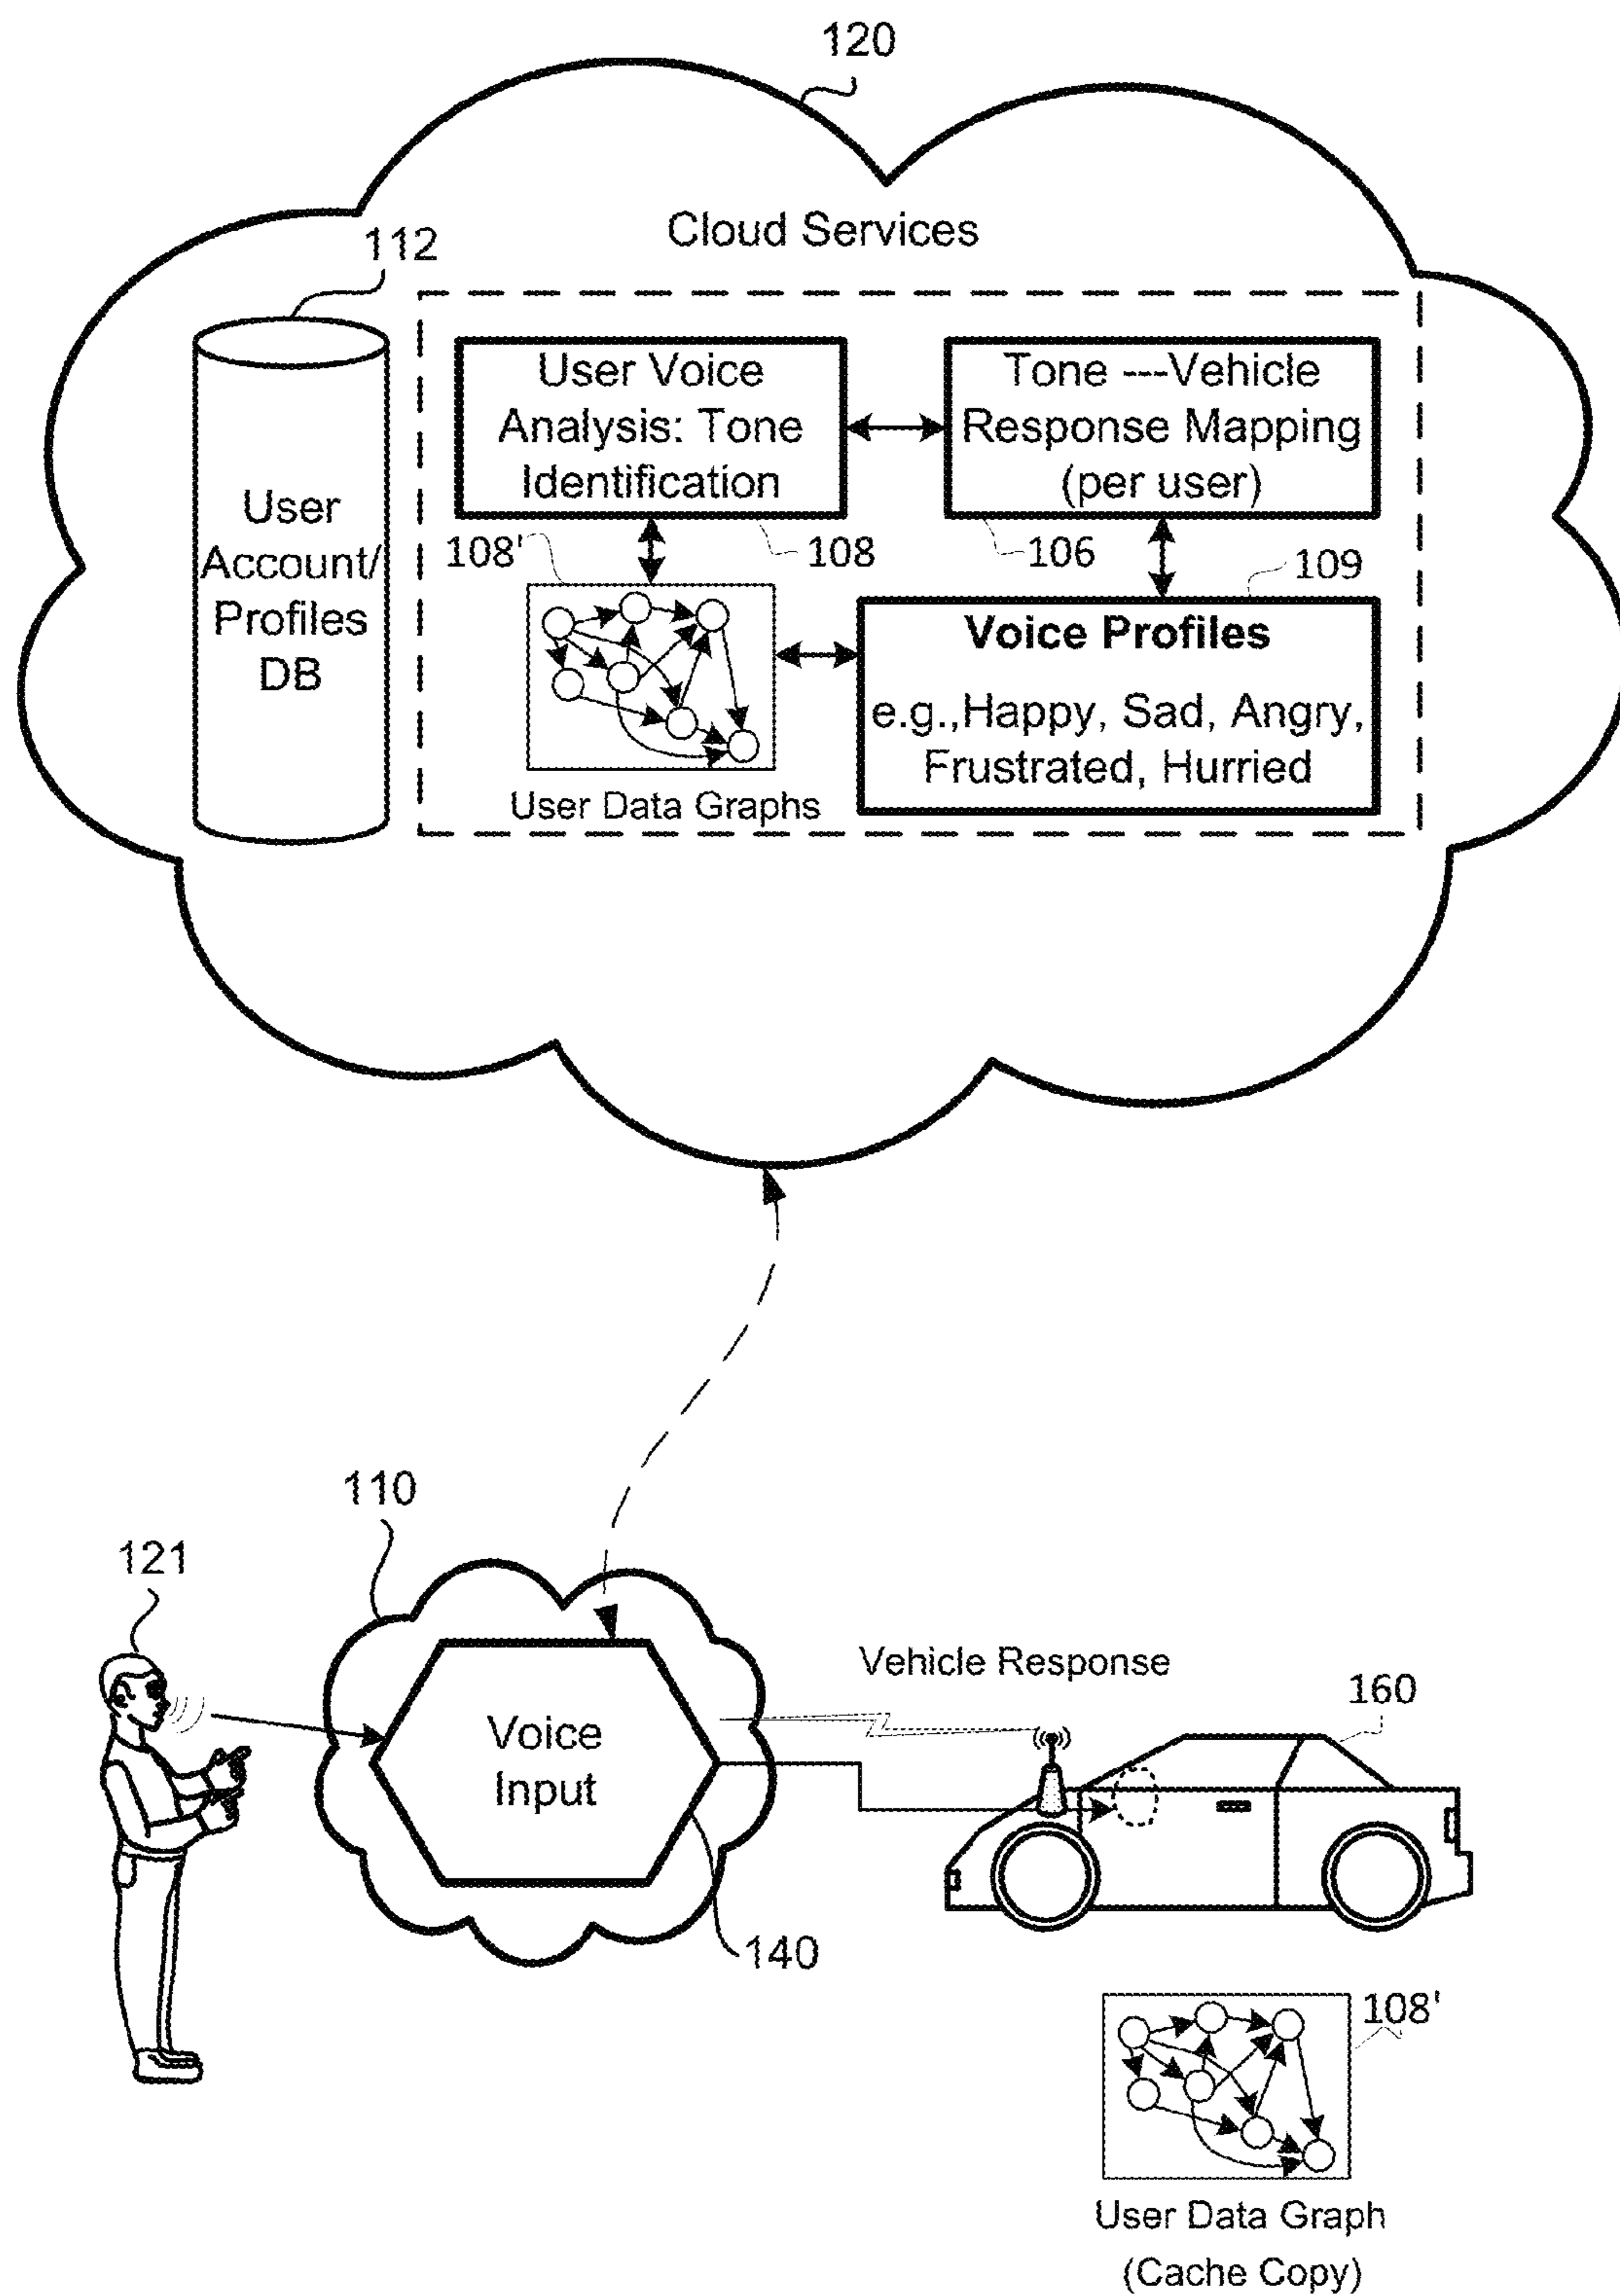 120
Cloud Services
112
User
Account/
Profiles
DB
User Voice
Analysis: Tone
Identification
Tone ---Vehicle
Response Mapping
(per user)
108'
108
106
109
User Data Graphs
Voice Profiles
e.g.,Happy, Sad, Angry,
Frustrated, Hurried
110
121
Voice
Input
140
Vehicle Response
160
108'
User Data Graph
(Cache Copy)